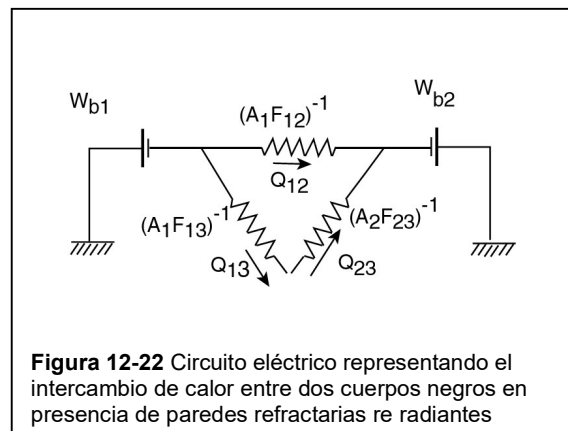 W_b1
W_b2
(A_1F_12)^-1
Q_12
(A_1F_13)^-1
(A_2F_23)^-1
Q_13
Q_23
Figura 12-22 Circuito eléctrico representando el
intercambio de calor entre dos cuerpos negros en
presencia de paredes refractarias re radiantes